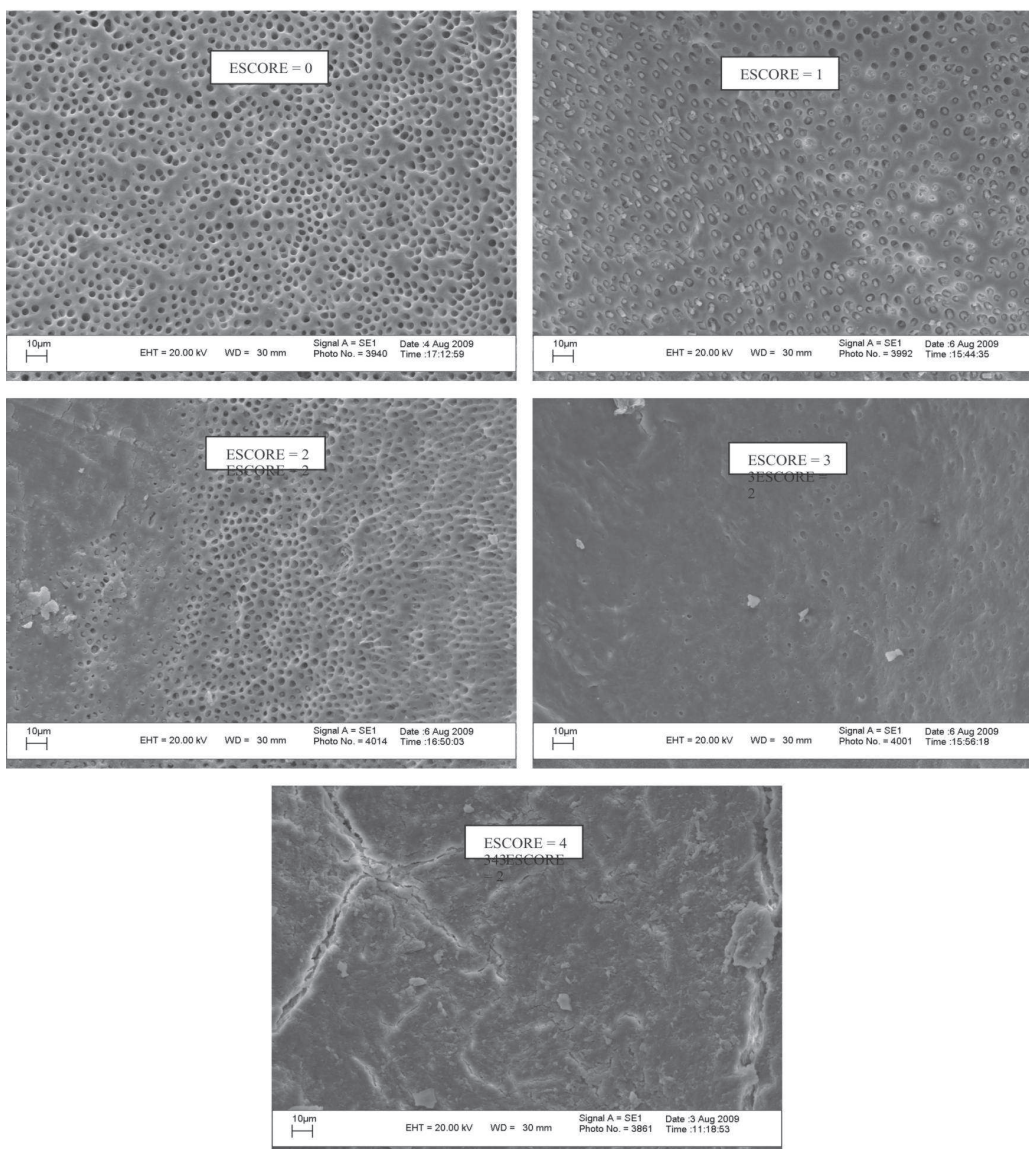 ESCORE = 0
10µm
EHT = 20.00 kV WD = 30 mm
Signal A = SE1 Date :4 Aug 2009
Photo No. = 3940 Time :17:12:59
ESCORE = 1
10µm
EHT = 20.00 kV WD = 30 mm
Signal A = SE1 Date :6 Aug 2009
Photo No. = 3992 Time :15:44:35
ESCORE = 2
ESCORE = 2
10µm
EHT = 20.00 kV WD = 30 mm
Signal A = SE1 Date :6 Aug 2009
Photo No. = 4014 Time :16:50:03
ESCORE = 3
3ESCORE =
2
10µm
EHT = 20.00 kV WD = 30 mm
Signal A = SE1 Date :6 Aug 2009
Photo No. = 4001 Time :15:56:18
ESCORE = 4
343ESCORE
= 2
10µm
EHT = 20.00 kV WD = 30 mm
Signal A = SE1 Date :3 Aug 2009
Photo No. = 3861 Time :11:18:53